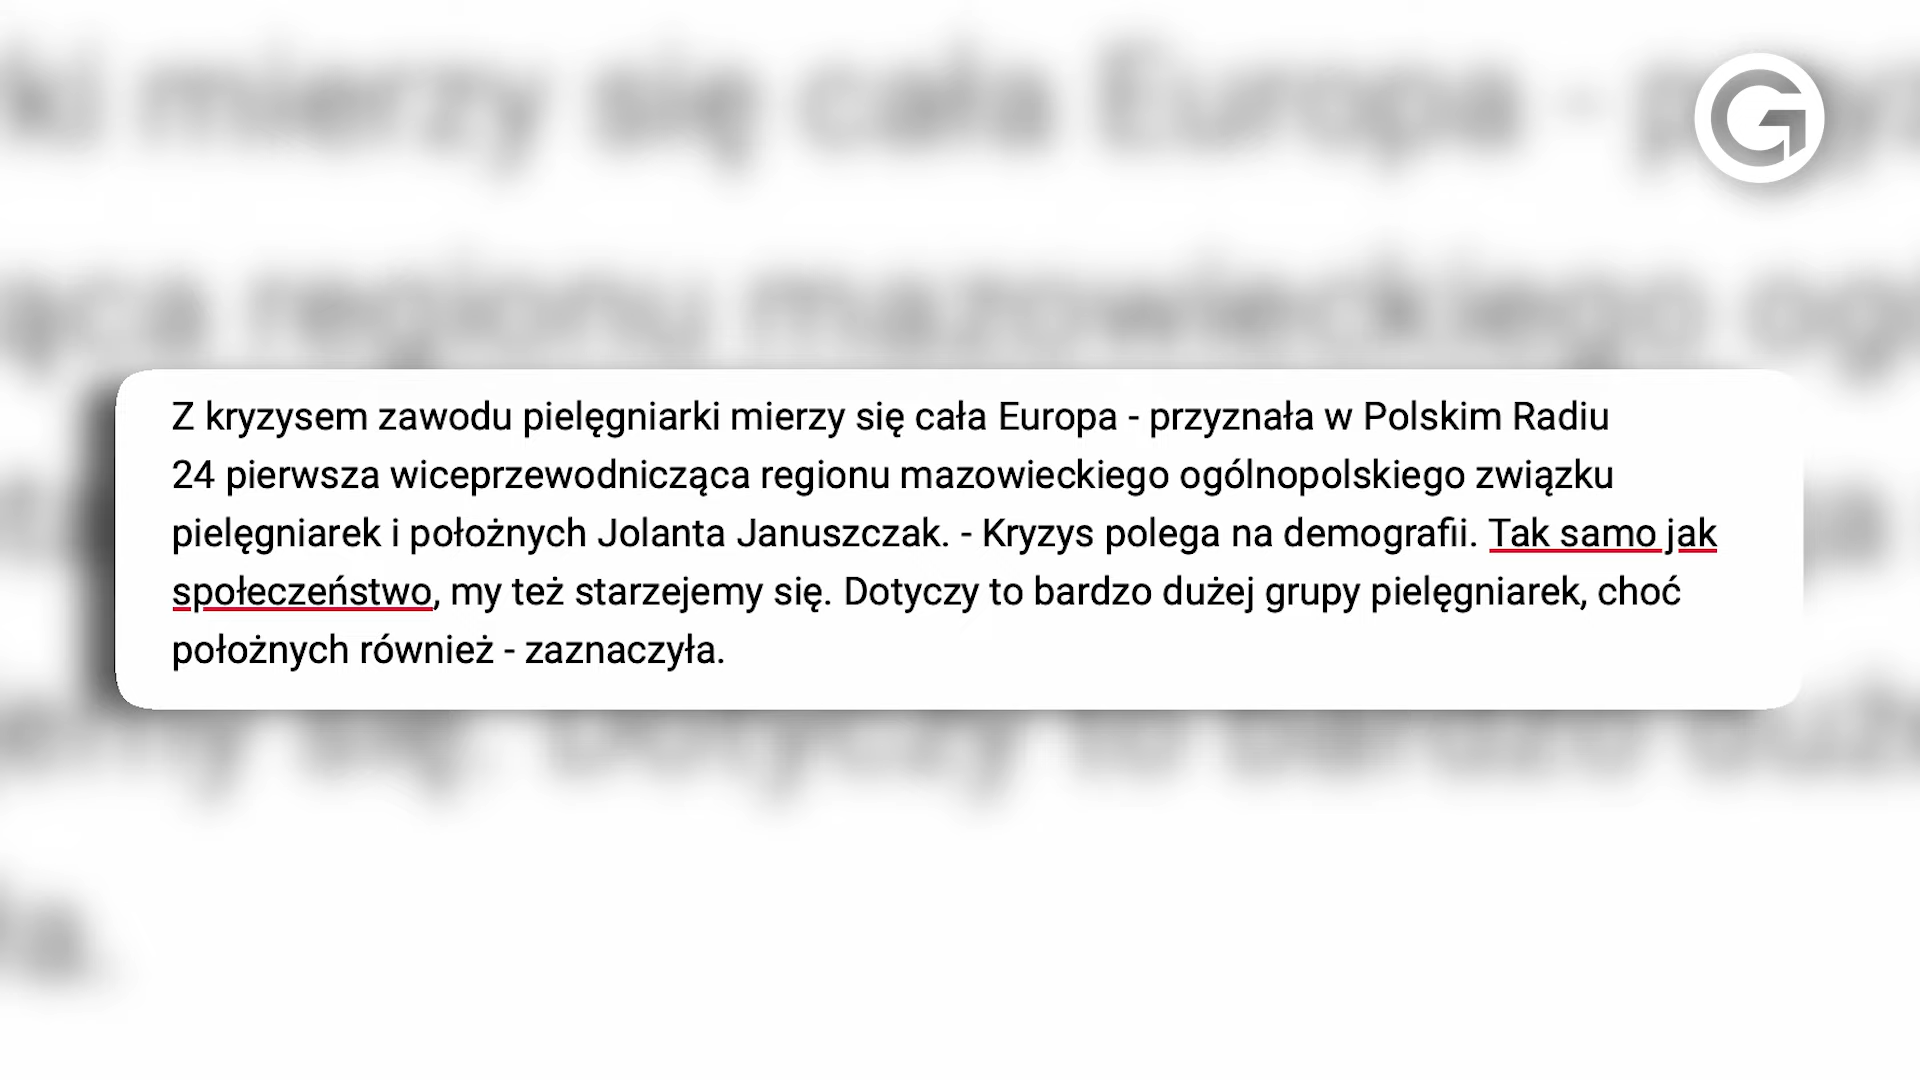 Z kryzysem zawodu pielęgniarki mierzy się cała Europa - przyznała w Polskim Radiu
24 pierwsza wiceprzewodnicząca regionu mazowieckiego ogólnopolskiego związku
pielęgniarek i położnych Jolanta Januszczak. - Kryzys polega na demografii. Tak samo jak
społeczeństwo, my też starzejemy się. Dotyczy to bardzo dużej grupy pielęgniarek, choć
położnych również - zaznaczyła.